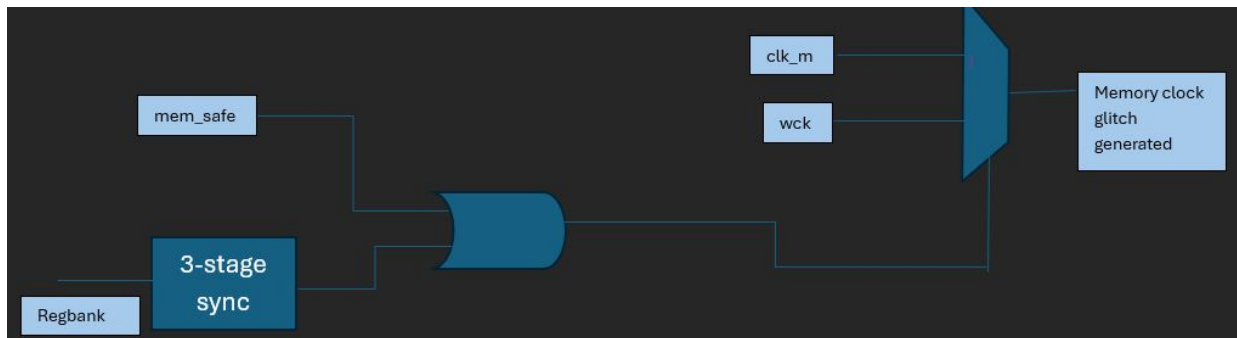 clk_m
mem_safe
wck
Memory clock
glitch
generated
3-stage
sync
Regbank